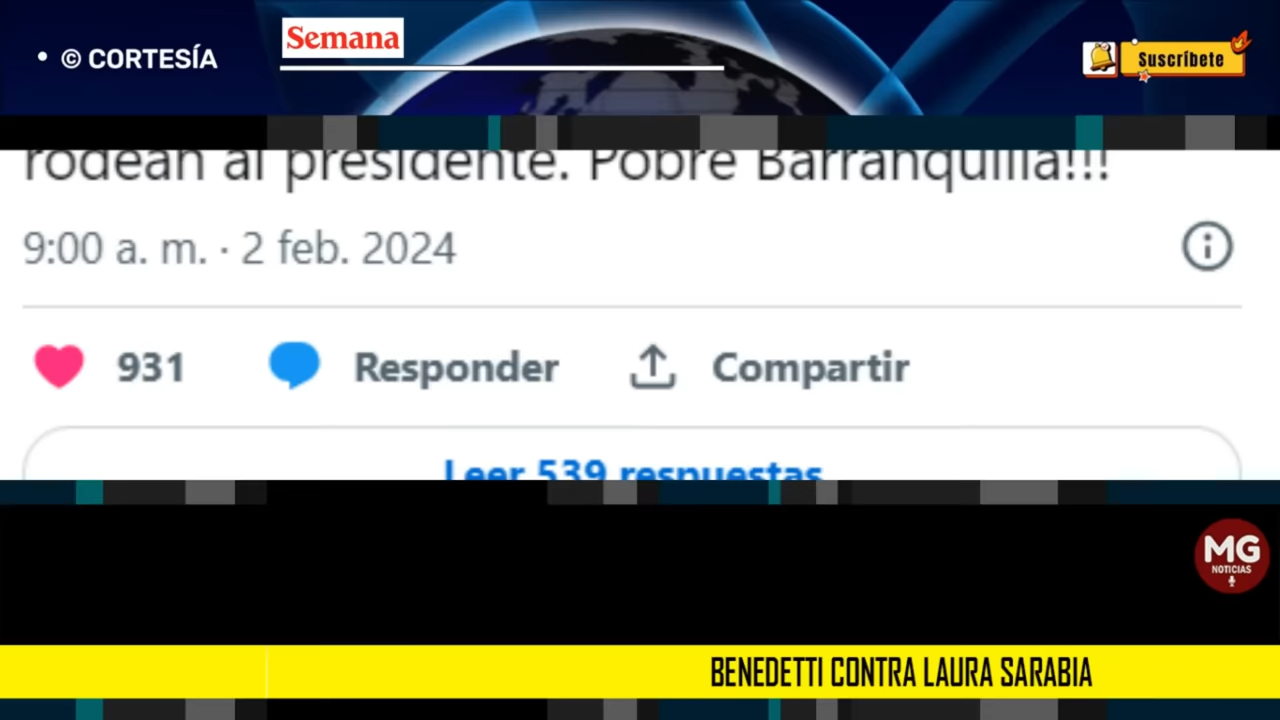 • © CORTESÍA
Semana
Suscríbete
rodean al presidente. Pobre Barranquilla!!!
9:00 a. m. · 2 feb. 2024
931 Responder Compartir
Leer 539 respuestas
MG
NOTICIAS
BENEDETTI CONTRA LAURA SARABIA